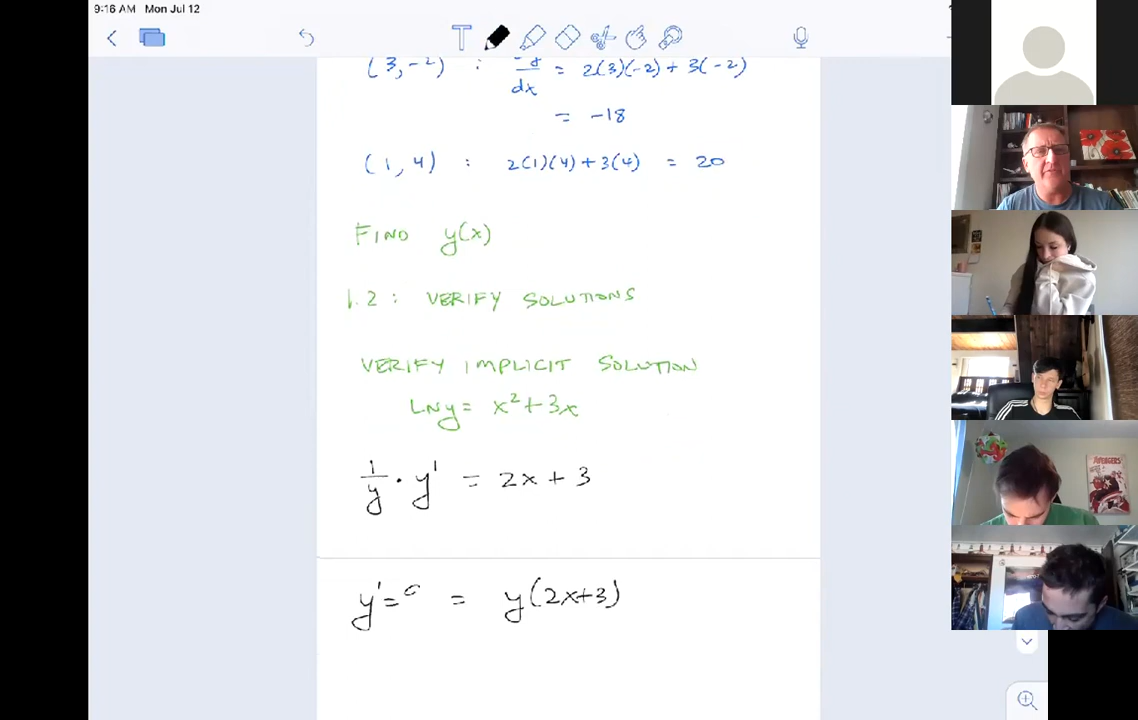 9:16 AM Mon Jul 12
(3,-2) : dx = 2(3)(-2) + 3(-2)
= -18
(1,4) : 2(1)(4) + 3(4) = 20
FIND y(x)
1.2: VERIFY SOLUTIONS
VERIFY IMPLICIT SOLUTION
LN y = x² + 3x
1/y · y' = 2x + 3
y' = = y(2x+3)